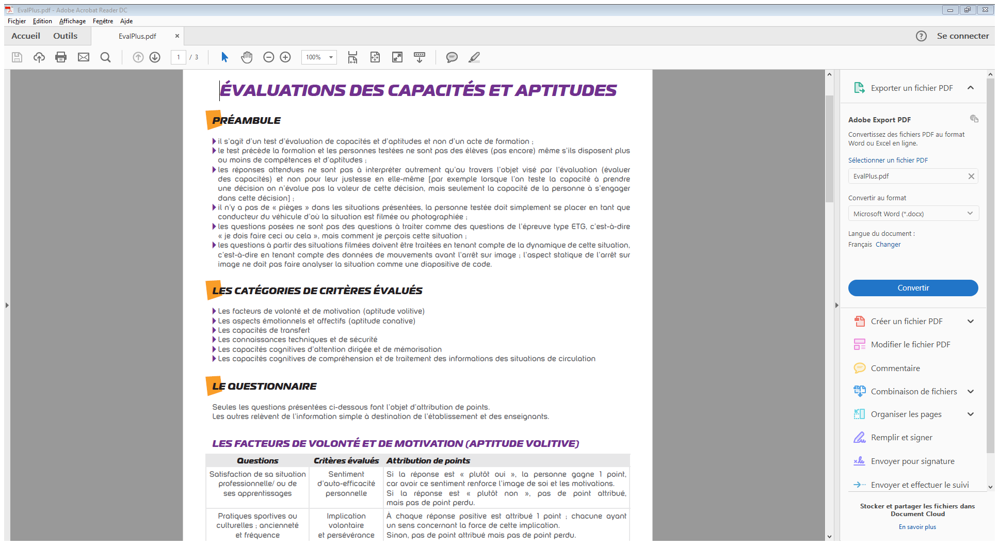 EvalPlus.pdf - Adobe Acrobat Reader DC
Fichier Edition Affichage Fenêtre Aide
Accueil Outils EvalPlus.pdf × ? Se connecter
1 / 3 100%
ÉVALUATIONS DES CAPACITÉS ET APTITUDES
PRÉAMBULE
il s'agit d'un test d'évaluation de capacités et d'aptitudes et non d'un acte de formation ;
le test précède la formation et les personnes testées ne sont pas des élèves (pas encore) même s'ils disposent plus
ou moins de compétences et d'aptitudes ;
les réponses attendues ne sont pas à interpréter autrement qu'au travers l'objet visé par l'évaluation (évaluer
des capacités) et non pour leur justesse en elle-même [par exemple lorsque l'on teste la capacité à prendre
une décision on n'évalue pas la valeur de cette décision, mais seulement la capacité de la personne à s'engager
dans cette décision] ;
il n'y a pas de « pièges » dans les situations présentées, la personne testée doit simplement se placer en tant que
conducteur du véhicule d'où la situation est filmée ou photographiée ;
les questions posées ne sont pas des questions à traiter comme des questions de l'épreuve type ETG, c'est-à-dire
« je dois faire ceci ou cela », mais comment je perçois cette situation ;
les questions à partir des situations filmées doivent être traitées en tenant compte de la dynamique de cette situation,
c'est-à-dire en tenant compte des données de mouvements avant l'arrêt sur image ; l'aspect statique de l'arrêt sur
image ne doit pas faire analyser la situation comme une diapositive de code.
LES CATÉGORIES DE CRITÈRES ÉVALUÉS
Les facteurs de volonté et de motivation (aptitude volitive)
Les aspects émotionnels et affectifs (aptitude conative)
Les capacités de transfert
Les connaissances techniques et de sécurité
Les capacités cognitives d'attention dirigée et de mémorisation
Les capacités cognitives de compréhension et de traitement des informations des situations de circulation
LE QUESTIONNAIRE
Seules les questions présentées ci-dessous font l'objet d'attribution de points.
Les autres relèvent de l'information simple à destination de l'établissement et des enseignants.
LES FACTEURS DE VOLONTÉ ET DE MOTIVATION (APTITUDE VOLITIVE)
Questions Critères évalués Attribution de points
Satisfaction de sa situation
professionnelle/ ou de
ses apprentissages
Sentiment
d'auto-efficacité
personnelle
Si la réponse est « plutôt oui », la personne gagne 1 point,
car avoir ce sentiment renforce l'image de soi et les motivations.
Si la réponse est « plutôt non », pas de point attribué,
mais pas de point perdu.
Pratiques sportives ou
culturelles ; ancienneté
et fréquence
Implication
volontaire
et persévérance
À chaque réponse positive est attribué 1 point ; chacune ayant
un sens concernant la force de cette implication.
Sinon, pas de point attribué mais pas de point perdu.
Exporter un fichier PDF
Adobe Export PDF
Convertissez des fichiers PDF au format
Word ou Excel en ligne.
Sélectionner un fichier PDF
EvalPlus.pdf
Convertir au format
Microsoft Word (*.docx)
Langue du document :
Français Changer
Convertir
Créer un fichier PDF
Modifier le fichier PDF
Commentaire
Combinaison de fichiers
Organiser les pages
Remplir et signer
Envoyer pour signature
Envoyer et effectuer le suivi
Stocker et partager les fichiers dans
Document Cloud
En savoir plus